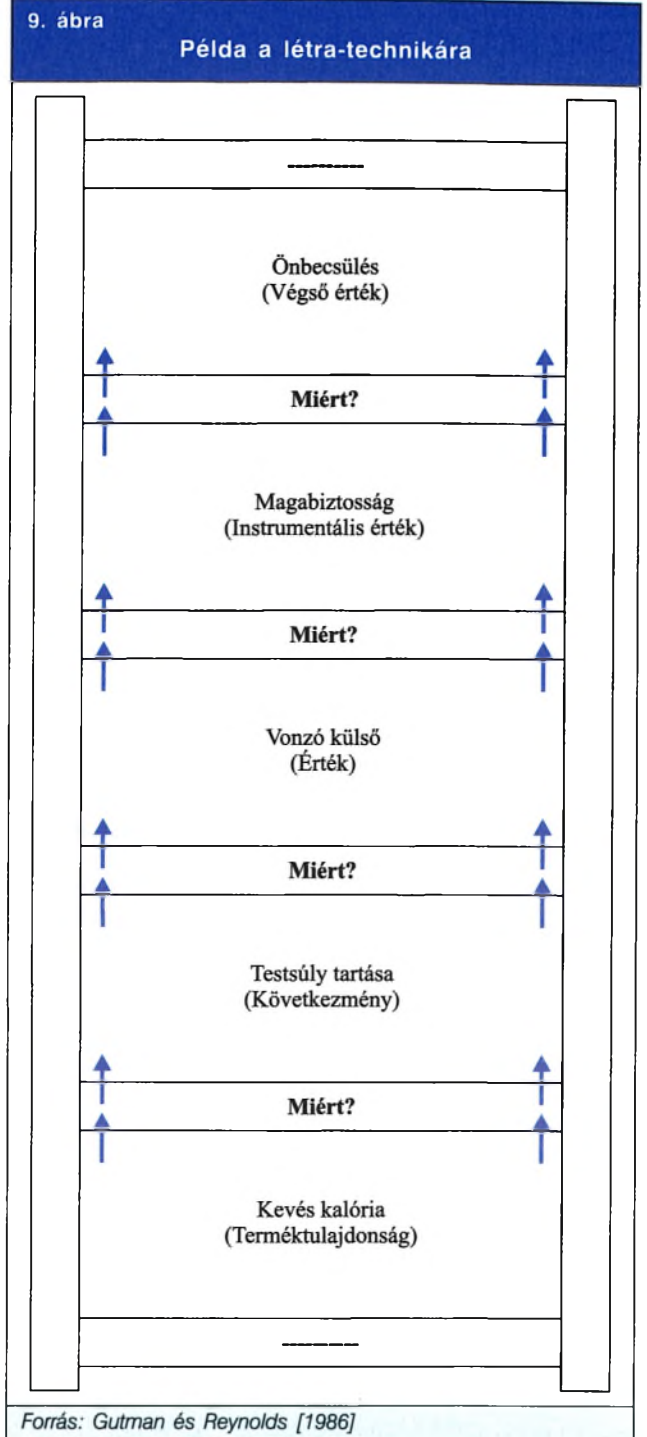 9. ábra
Példa a létra-technikára
----------
Önbecsülés
(Végső érték)
Miért?
Magabiztosság
(Instrumentális érték)
Miért?
Vonzó külső
(Érték)
Miért?
Testsúly tartása
(Következmény)
Miért?
Kevés kalória
(Terméktulajdonság)
----------
Forrás: Gutman és Reynolds [1986]